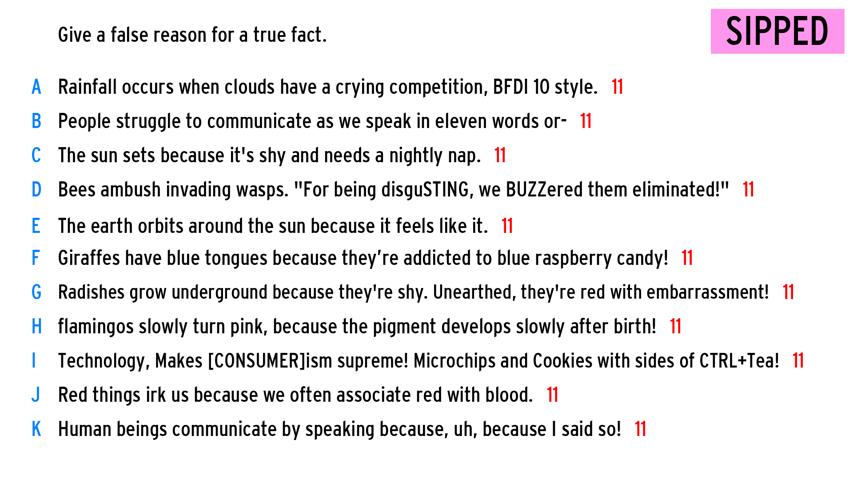 Give a false reason for a true fact.
SIPPED
A Rainfall occurs when clouds have a crying competition, BFDI 10 style. 11
B People struggle to communicate as we speak in eleven words or- 11
C The sun sets because it's shy and needs a nightly nap. 11
D Bees ambush invading wasps. "For being disguSTING, we BUZZered them eliminated!" 11
E The earth orbits around the sun because it feels like it. 11
F Giraffes have blue tongues because they’re addicted to blue raspberry candy! 11
G Radishes grow underground because they're shy. Unearthed, they're red with embarrassment! 11
H flamingos slowly turn pink, because the pigment develops slowly after birth! 11
I Technology, Makes [CONSUMER]ism supreme! Microchips and Cookies with sides of CTRL+Tea! 11
J Red things irk us because we often associate red with blood. 11
K Human beings communicate by speaking because, uh, because I said so! 11